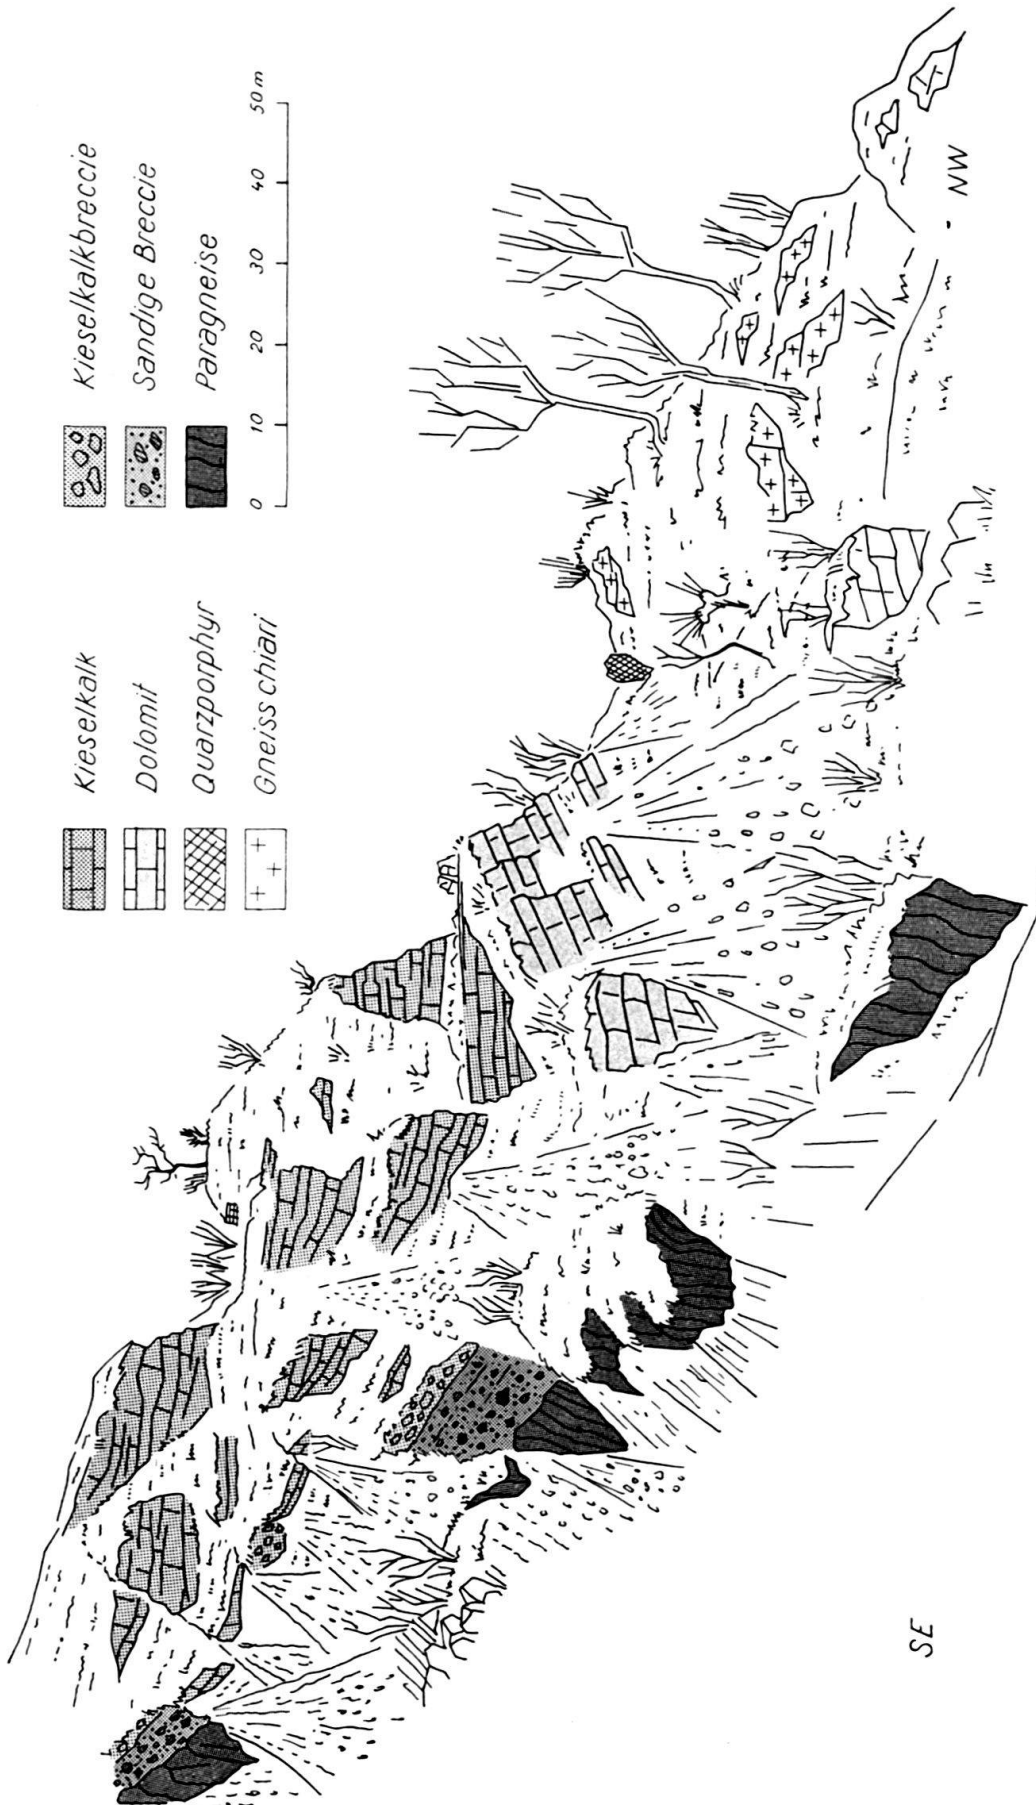 Kieselkalk
Dolomit
Quarzporphyr
Gneiss chiari
Kieselkalkbreccie
Sandige Breccie
Paragneise
0 10 20 30 40 50 m
SE
NW